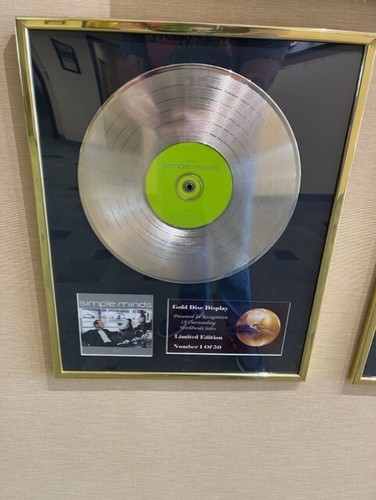 simple minds
simple minds
Gold Disc Display
Presented In Recognition
Of Outstanding
Worldwide Sales
Limited Edition
Number 1 Of 50